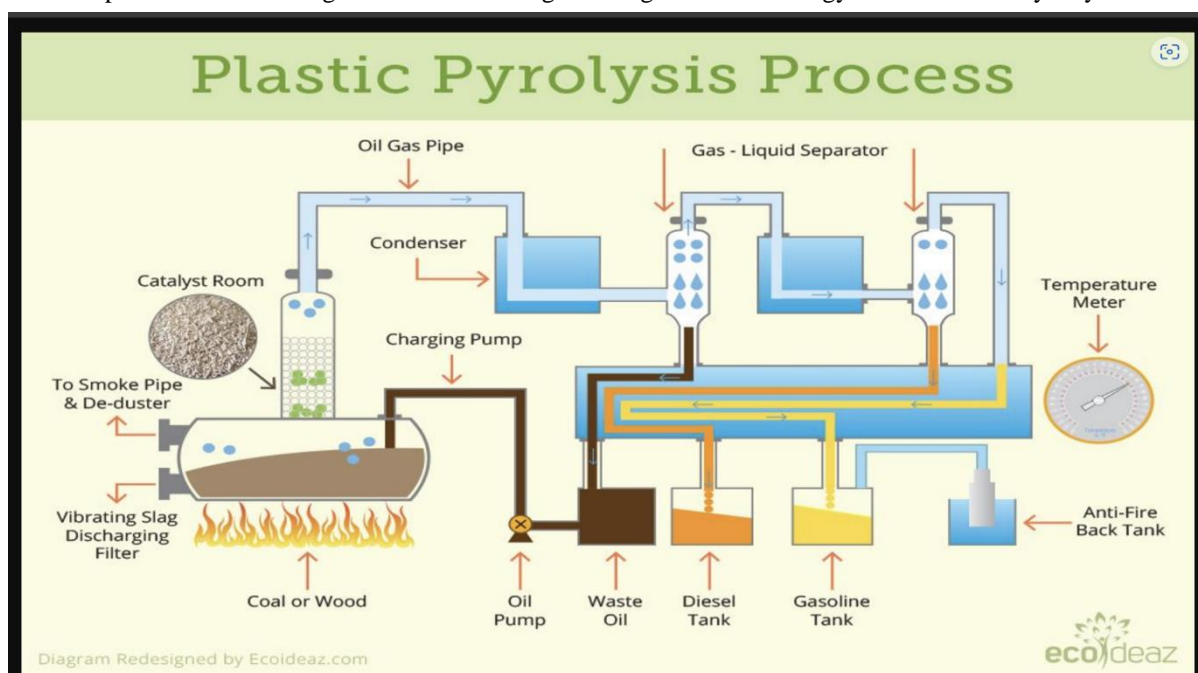 Plastic Pyrolysis Process
Oil Gas Pipe
Gas - Liquid Separator
Condenser
Catalyst Room
Temperature
Meter
Charging Pump
To Smoke Pipe
& De-duster
Vibrating Slag
Discharging
Filter
Anti-Fire
Back Tank
Coal or Wood
Oil
Pump
Waste
Oil
Diesel
Tank
Gasoline
Tank
Diagram Redesigned by Ecoideaz.com
ecoideaz